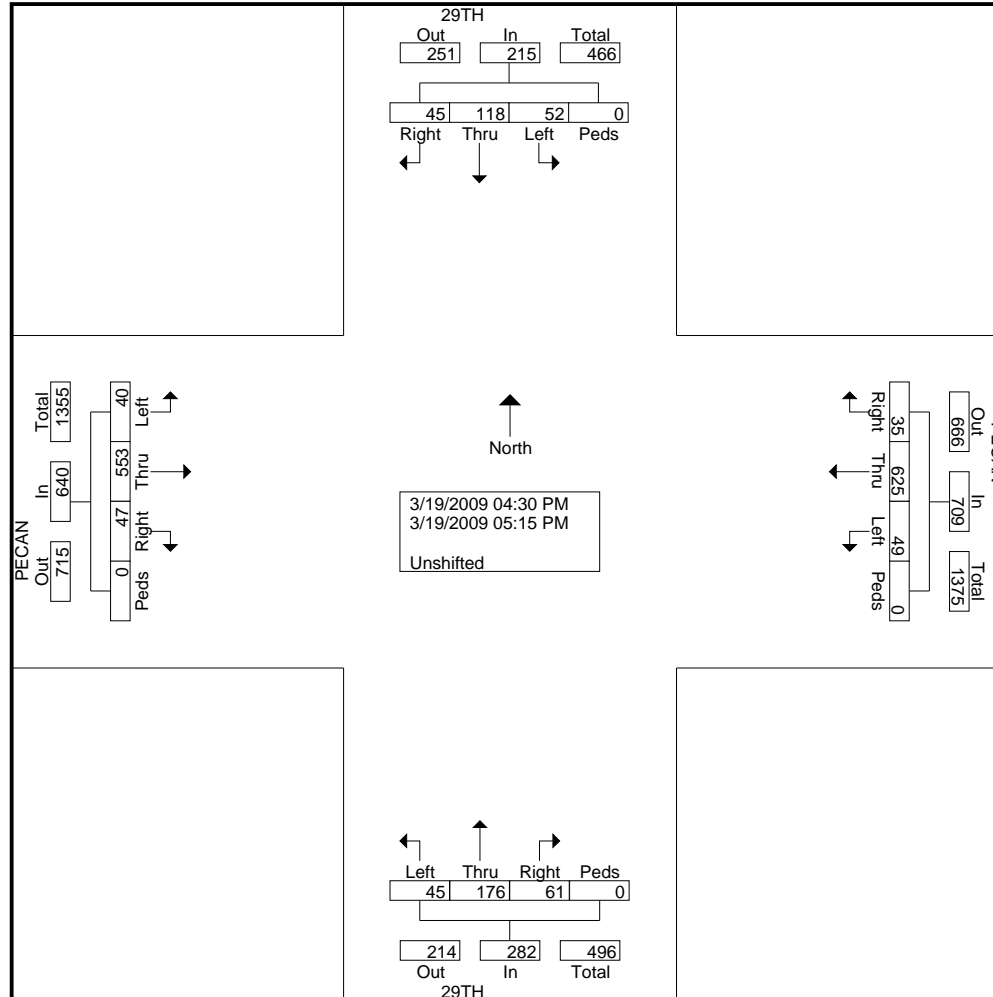 29TH
Out In Total
251 215 466
45 118 52 0
Right Thru Left Peds
Total 1355
In 640
Out 715
PECAN
40 553 47 0
Left Thru Right Peds
North
3/19/2009 04:30 PM
3/19/2009 05:15 PM
Unshifted
Right Thru Left Peds
35 625 49 0
Out 666
In 709
Total 1375
Left Thru Right Peds
45 176 61 0
214 282 496
Out In Total
29TH